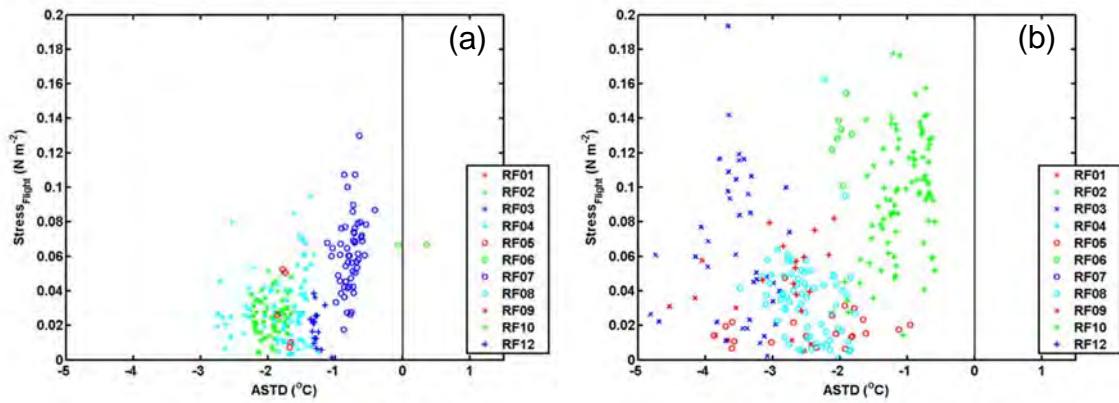 (a)
0.2
0.18
0.16
0.14
0.12
0.1
0.08
0.06
0.04
0.02
0
Stress_Flight (N m⁻²)
-5 -4 -3 -2 -1 0 1
ASTD (°C)
RF01
RF02
RF03
RF04
RF05
RF06
RF07
RF08
RF09
RF10
RF12
(b)
0.2
0.18
0.16
0.14
0.12
0.1
0.08
0.06
0.04
0.02
0
Stress_Flight (N m⁻²)
-5 -4 -3 -2 -1 0 1
ASTD (°C)
RF01
RF02
RF03
RF04
RF05
RF06
RF07
RF08
RF09
RF10
RF12